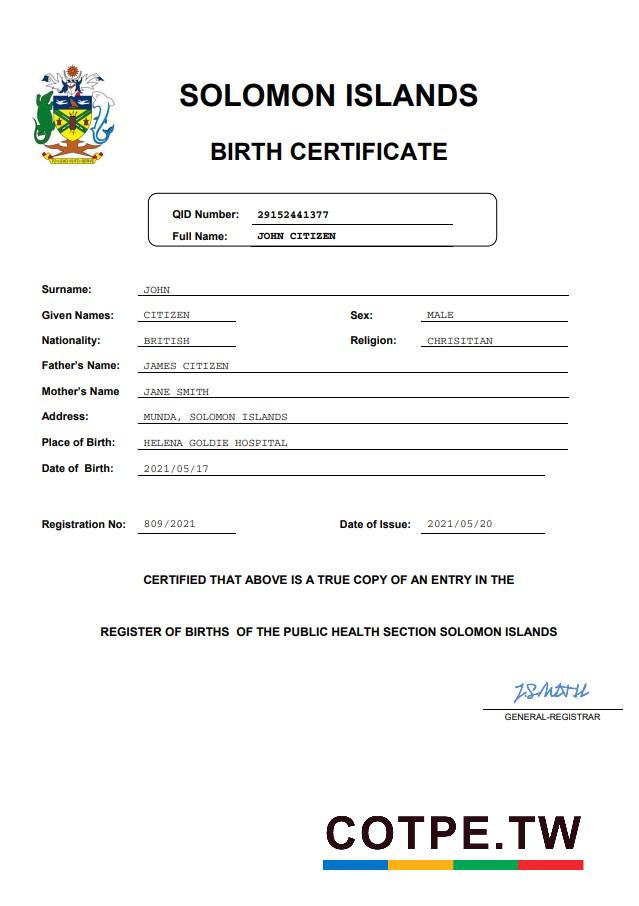 SOLOMON ISLANDS
BIRTH CERTIFICATE
QID Number: 29152441377
Full Name: JOHN CITIZEN
Surname: JOHN
Given Names: CITIZEN Sex: MALE
Nationality: BRITISH Religion: CHRISITIAN
Father's Name: JAMES CITIZEN
Mother's Name JANE SMITH
Address: MUNDA, SOLOMON ISLANDS
Place of Birth: HELENA GOLDIE HOSPITAL
Date of Birth: 2021/05/17
Registration No: 809/2021 Date of Issue: 2021/05/20
CERTIFIED THAT ABOVE IS A TRUE COPY OF AN ENTRY IN THE
REGISTER OF BIRTHS OF THE PUBLIC HEALTH SECTION SOLOMON ISLANDS
J.SMITH
GENERAL-REGISTRAR
COTPE.TW